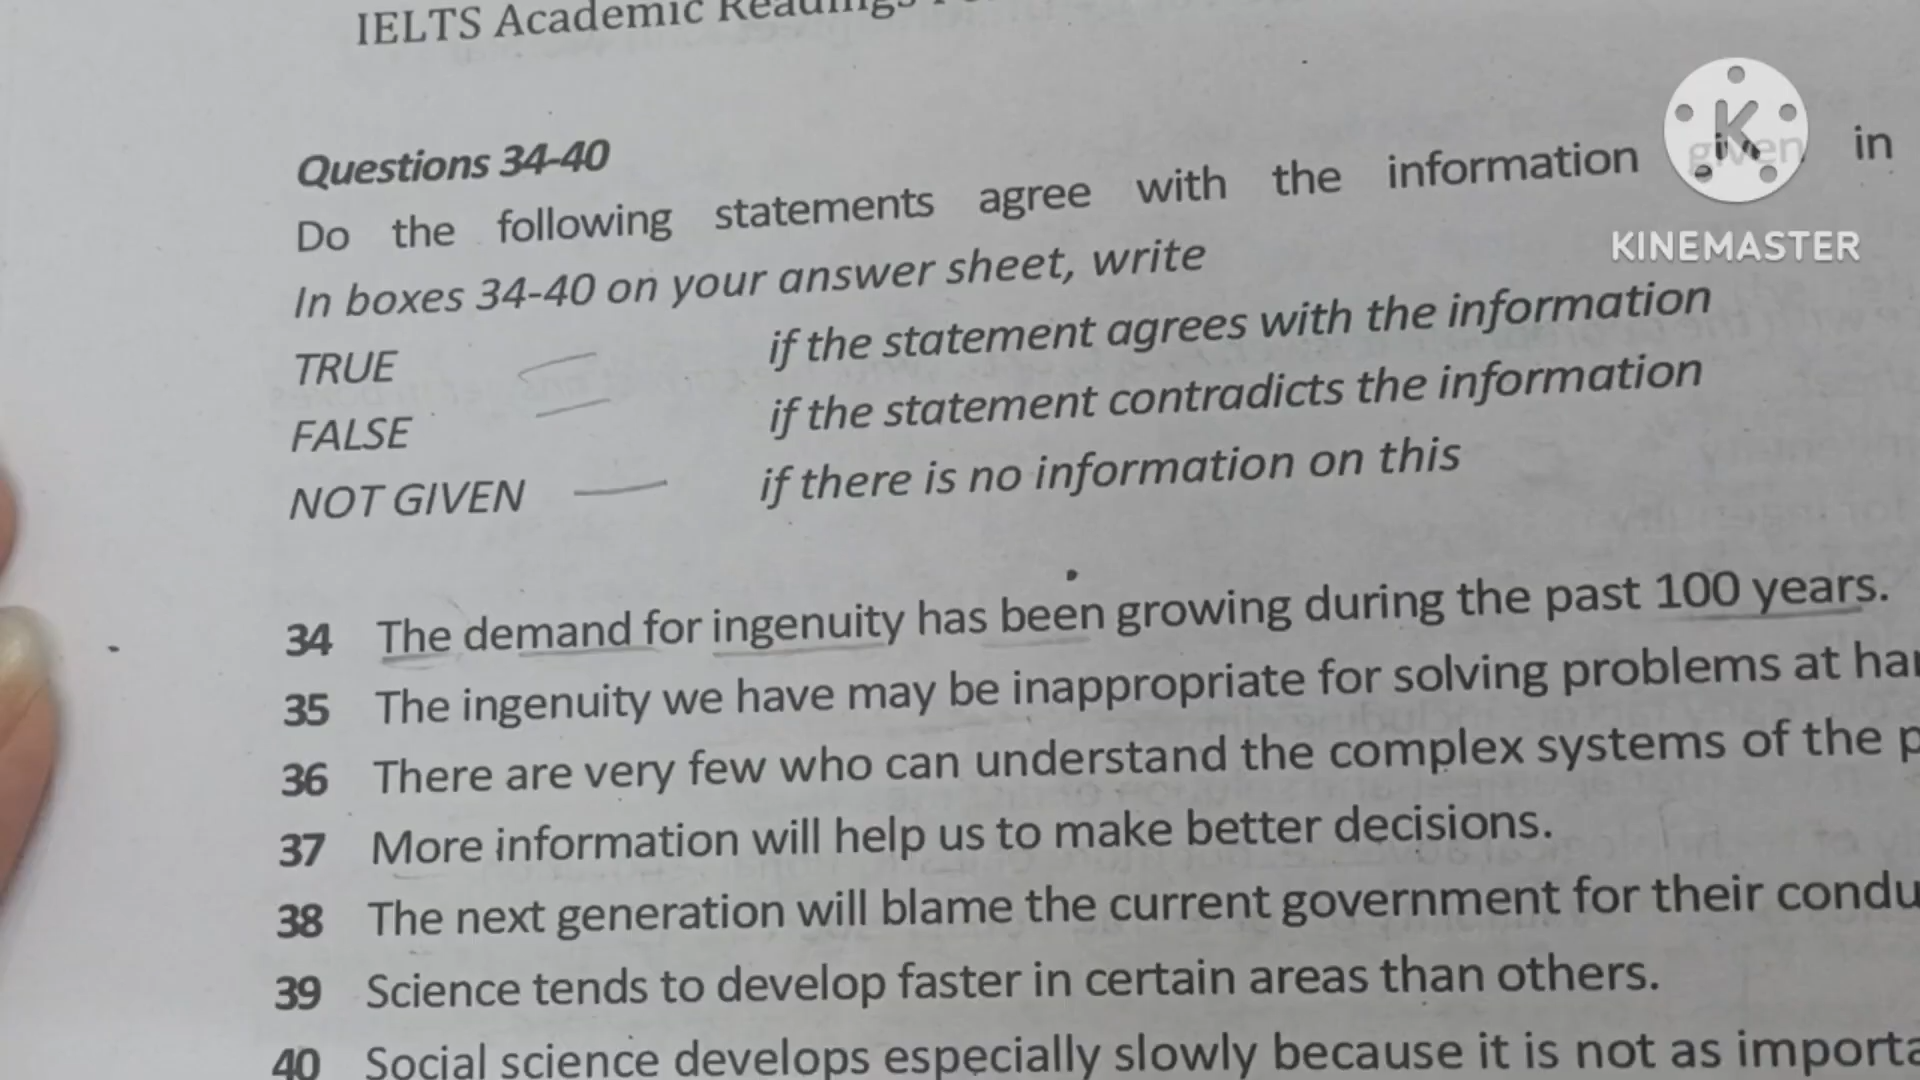 IELTS Academic Readings
Questions 34-40
Do the following statements agree with the information given in
KINEMASTER
In boxes 34-40 on your answer sheet, write
TRUE if the statement agrees with the information
FALSE if the statement contradicts the information
NOT GIVEN if there is no information on this
34 The demand for ingenuity has been growing during the past 100 years.
35 The ingenuity we have may be inappropriate for solving problems at
36 There are very few who can understand the complex systems of the
37 More information will help us to make better decisions.
38 The next generation will blame the current government for their
39 Science tends to develop faster in certain areas than others.
40 Social science develops especially slowly because it is not as